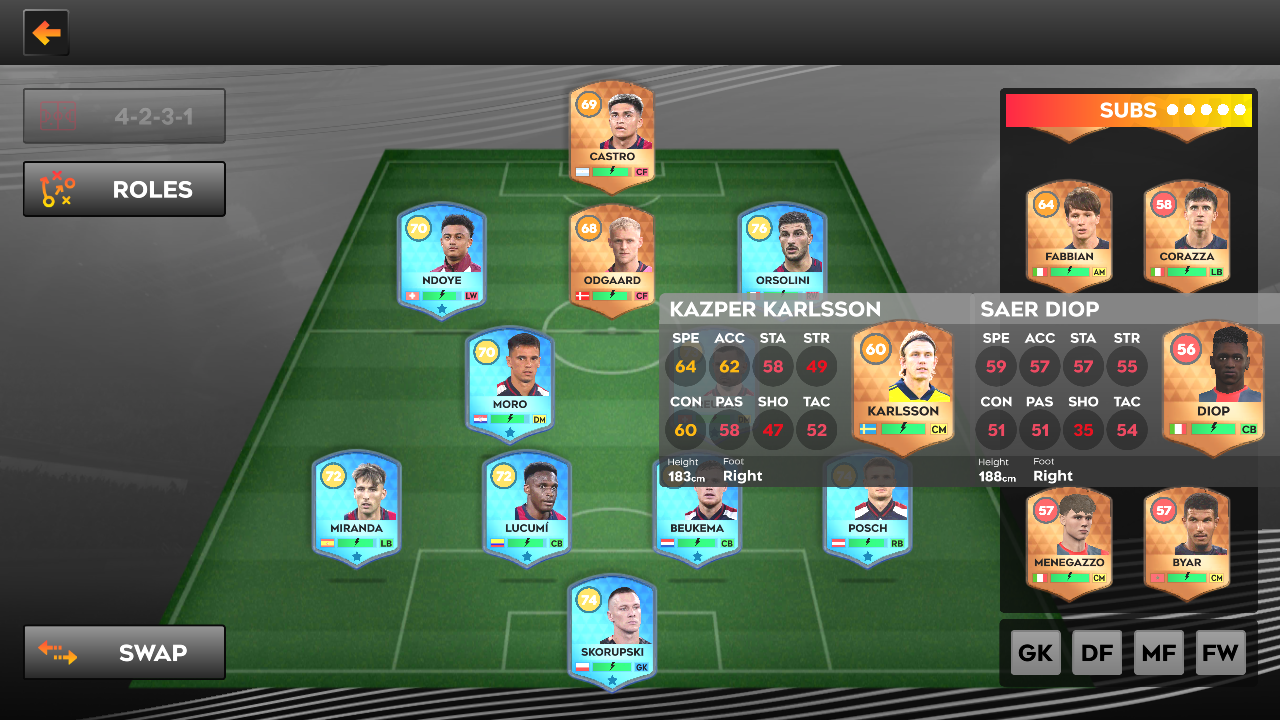 4-2-3-1
ROLES
SUBS
69
CASTRO
CF
70
NDOYE
LW
68
ODGAARD
CF
76
ORSOLINI
64
FABBIAN
AM
58
CORAZZA
LB
KAZPER KARLSSON
SPE ACC STA STR
64 62 58 49
CON PAS SHO TAC
60 58 47 52
Height Foot
183cm Right
60
KARLSSON
CM
SAER DIOP
SPE ACC STA STR
59 57 57 55
CON PAS SHO TAC
51 51 35 54
Height Foot
188cm Right
56
DIOP
CB
70
MORO
DM
72
MIRANDA
LB
72
LUCUMÍ
CB
BEUKEMA
CB
POSCH
RB
57
MENEGAZZO
CM
57
BYAR
CM
74
SKORUPSKI
GK
SWAP
GK DF MF FW